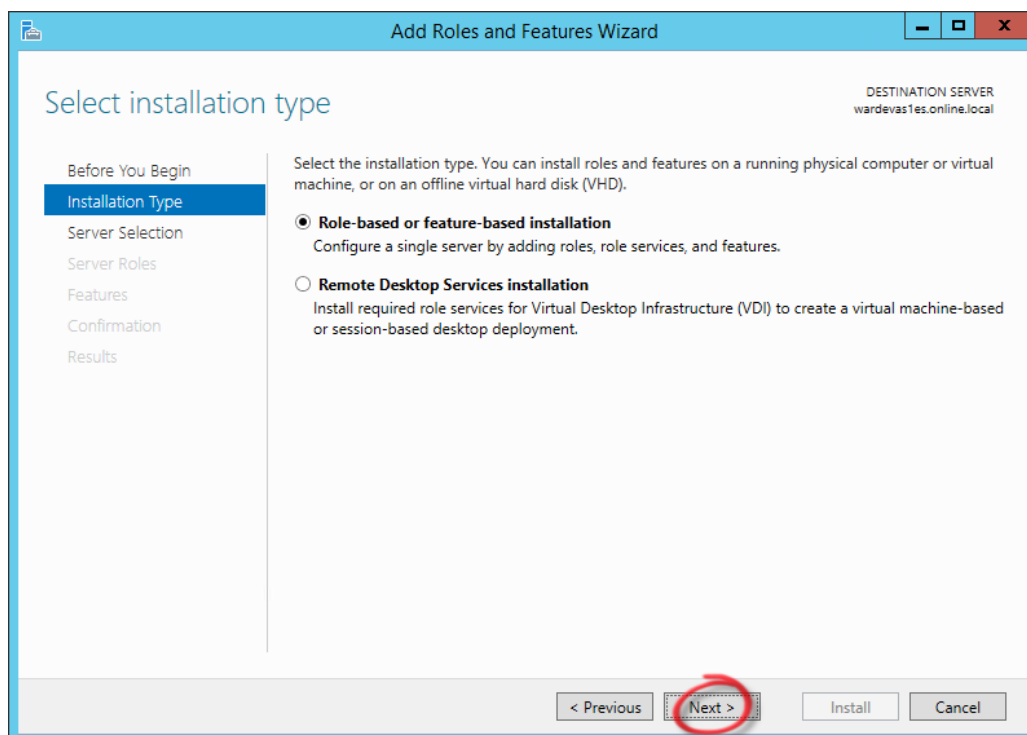 Add Roles and Features Wizard
Select installation type
DESTINATION SERVER
wardevas1es.online.local
Before You Begin
Installation Type
Server Selection
Server Roles
Features
Confirmation
Results
Select the installation type. You can install roles and features on a running physical computer or virtual
machine, or on an offline virtual hard disk (VHD).
Role-based or feature-based installation
Configure a single server by adding roles, role services, and features.
Remote Desktop Services installation
Install required role services for Virtual Desktop Infrastructure (VDI) to create a virtual machine-based
or session-based desktop deployment.
< Previous
Next >
Install
Cancel